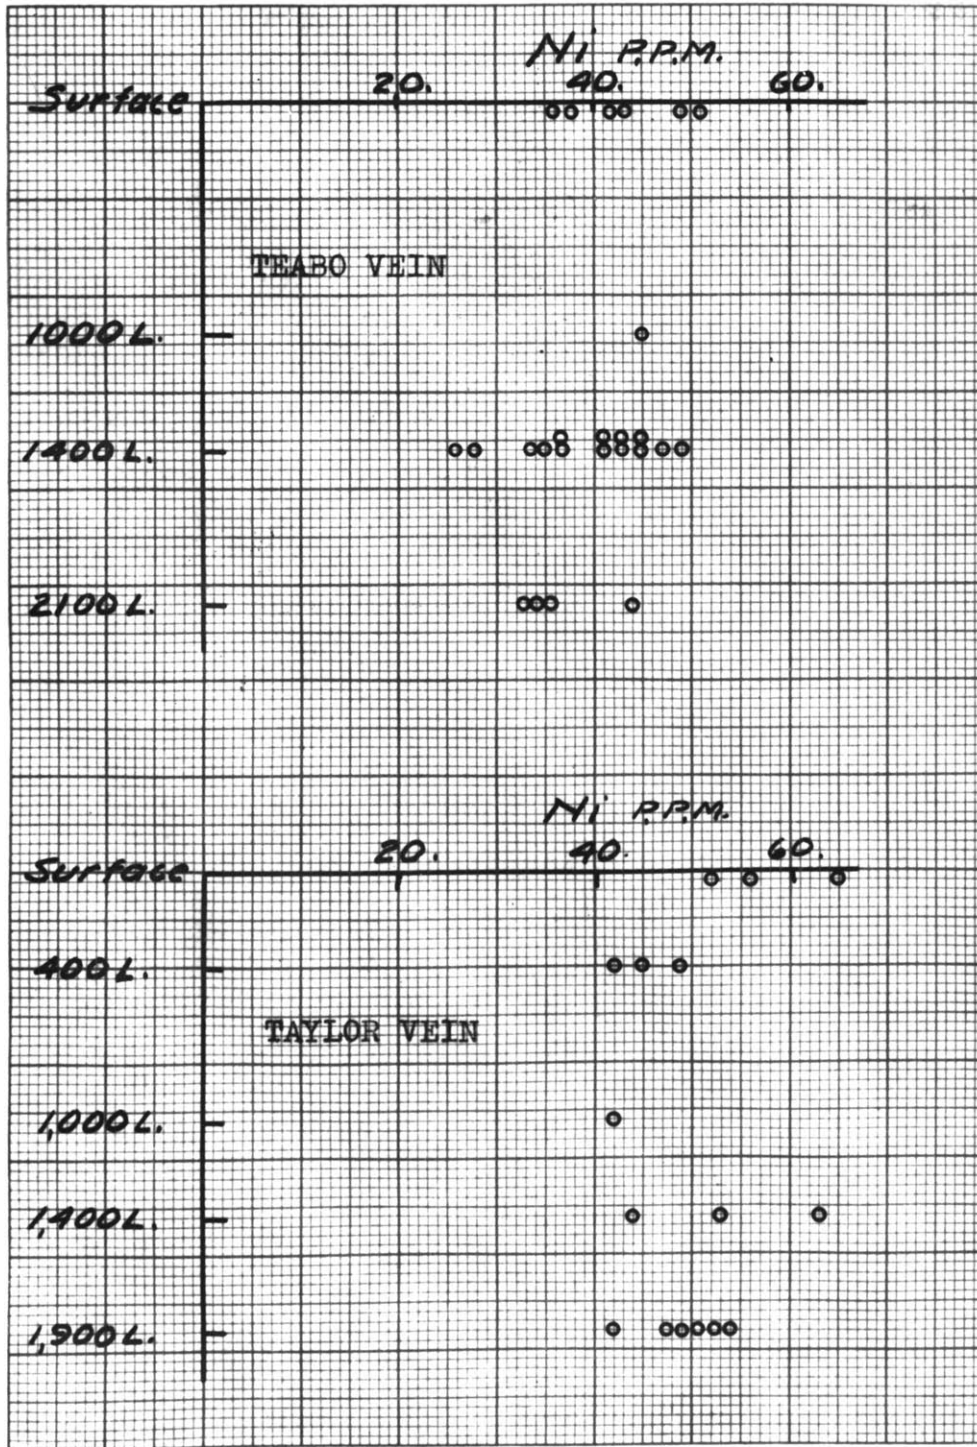 Ni P.P.M.
20. 40. 60.
Surface
TEABO VEIN
1000 L.
1400 L.
2100 L.
Ni P.P.M.
20. 40. 60.
Surface
400 L.
TAYLOR VEIN
1,000 L.
1,400 L.
1,900 L.